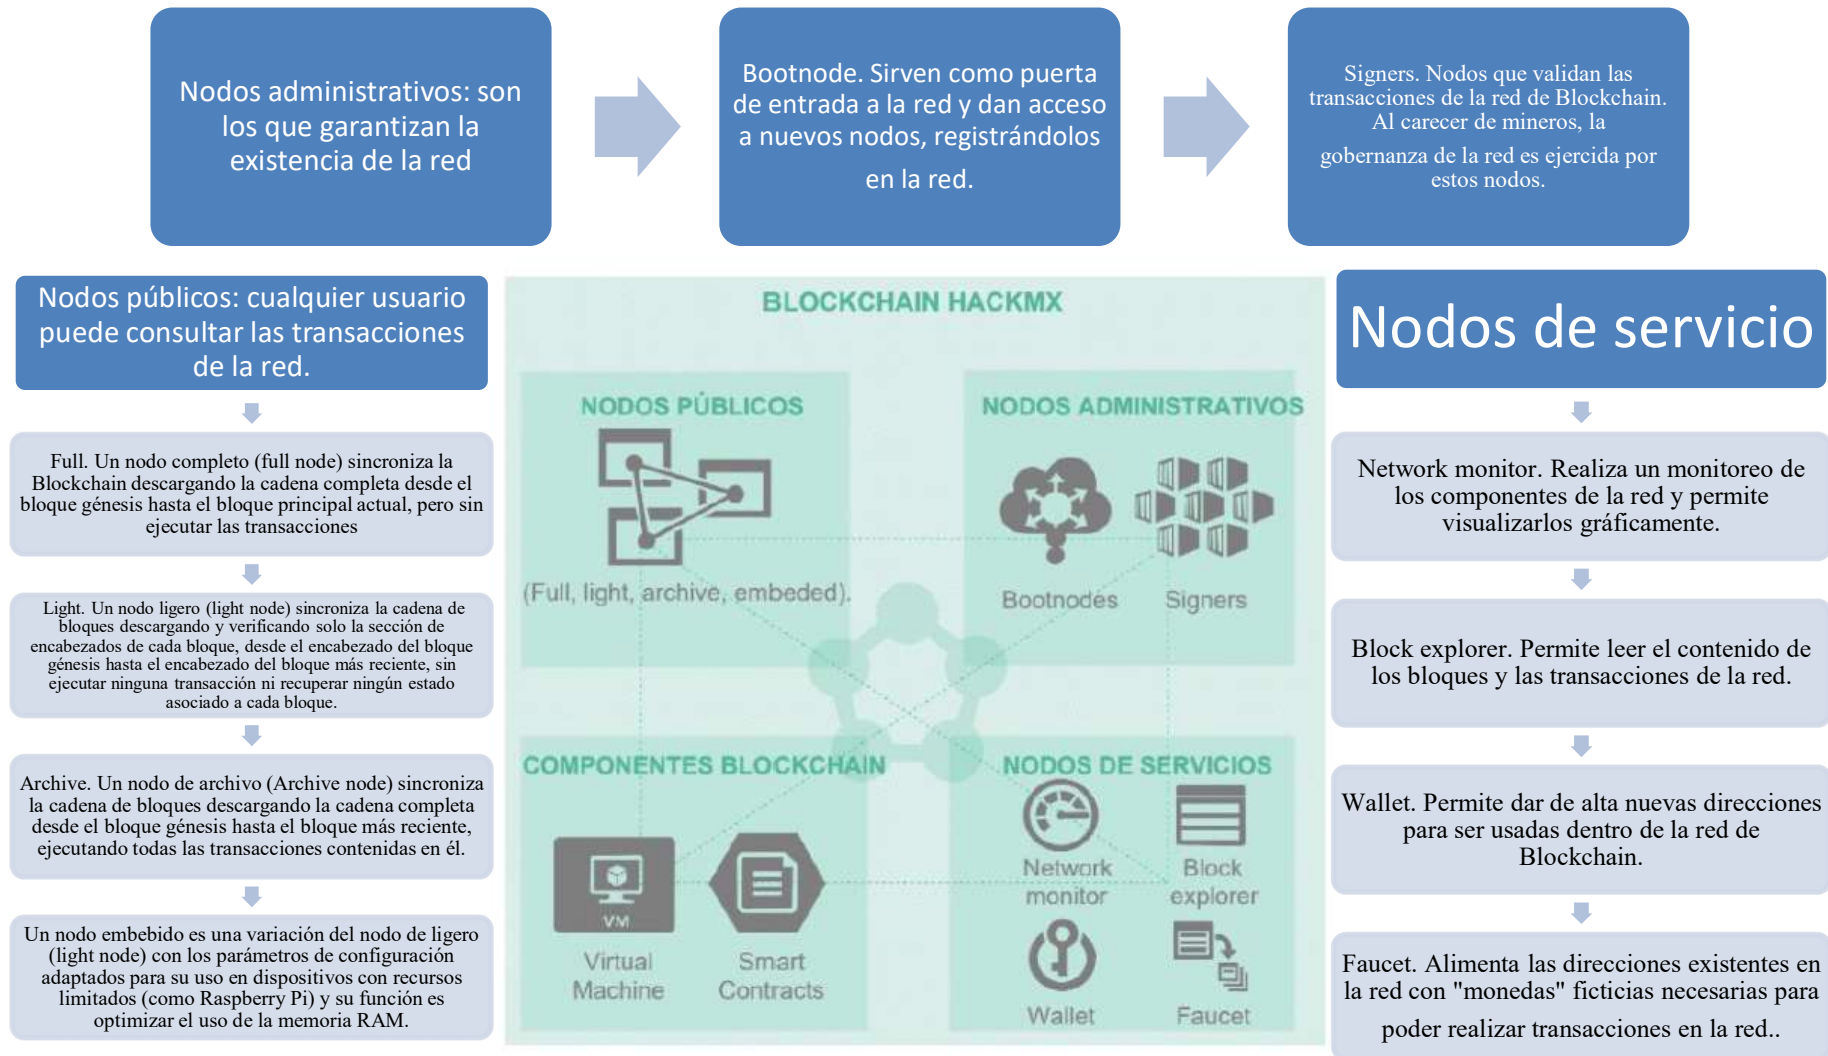 Nodos administrativos: son
los que garantizan la
existencia de la red
Bootnode. Sirven como puerta
de entrada a la red y dan acceso
a nuevos nodos, registrándolos
en la red.
Signers. Nodos que validan las
transacciones de la red de Blockchain.
Al carecer de mineros, la
gobernanza de la red es ejercida por
estos nodos.
Nodos públicos: cualquier usuario
puede consultar las transacciones
de la red.
Full. Un nodo completo (full node) sincroniza la
Blockchain descargando la cadena completa desde el
bloque génesis hasta el bloque principal actual, pero sin
ejecutar las transacciones
Light. Un nodo ligero (light node) sincroniza la cadena de
bloques descargando y verificando solo la sección de
encabezados de cada bloque, desde el encabezado del bloque
génesis hasta el encabezado del bloque más reciente, sin
ejecutar ninguna transacción ni recuperar ningún estado
asociado a cada bloque.
Archive. Un nodo de archivo (Archive node) sincroniza
la cadena de bloques descargando la cadena completa
desde el bloque génesis hasta el bloque más reciente,
ejecutando todas las transacciones contenidas en él.
Un nodo embebido es una variación del nodo de ligero
(light node) con los parámetros de configuración
adaptados para su uso en dispositivos con recursos
limitados (como Raspberry Pi) y su función es
optimizar el uso de la memoria RAM.
BLOCKCHAIN HACKMX
NODOS PÚBLICOS
(Full, light, archive, embeded).
NODOS ADMINISTRATIVOS
Bootnodes
Signers
COMPONENTES BLOCKCHAIN
VM
Virtual
Machine
Smart
Contracts
NODOS DE SERVICIOS
Network
monitor
Block
explorer
Wallet
Faucet
Nodos de servicio
Network monitor. Realiza un monitoreo de
los componentes de la red y permite
visualizarlos gráficamente.
Block explorer. Permite leer el contenido de
los bloques y las transacciones de la red.
Wallet. Permite dar de alta nuevas direcciones
para ser usadas dentro de la red de
Blockchain.
Faucet. Alimenta las direcciones existentes en
la red con "monedas" ficticias necesarias para
poder realizar transacciones en la red..